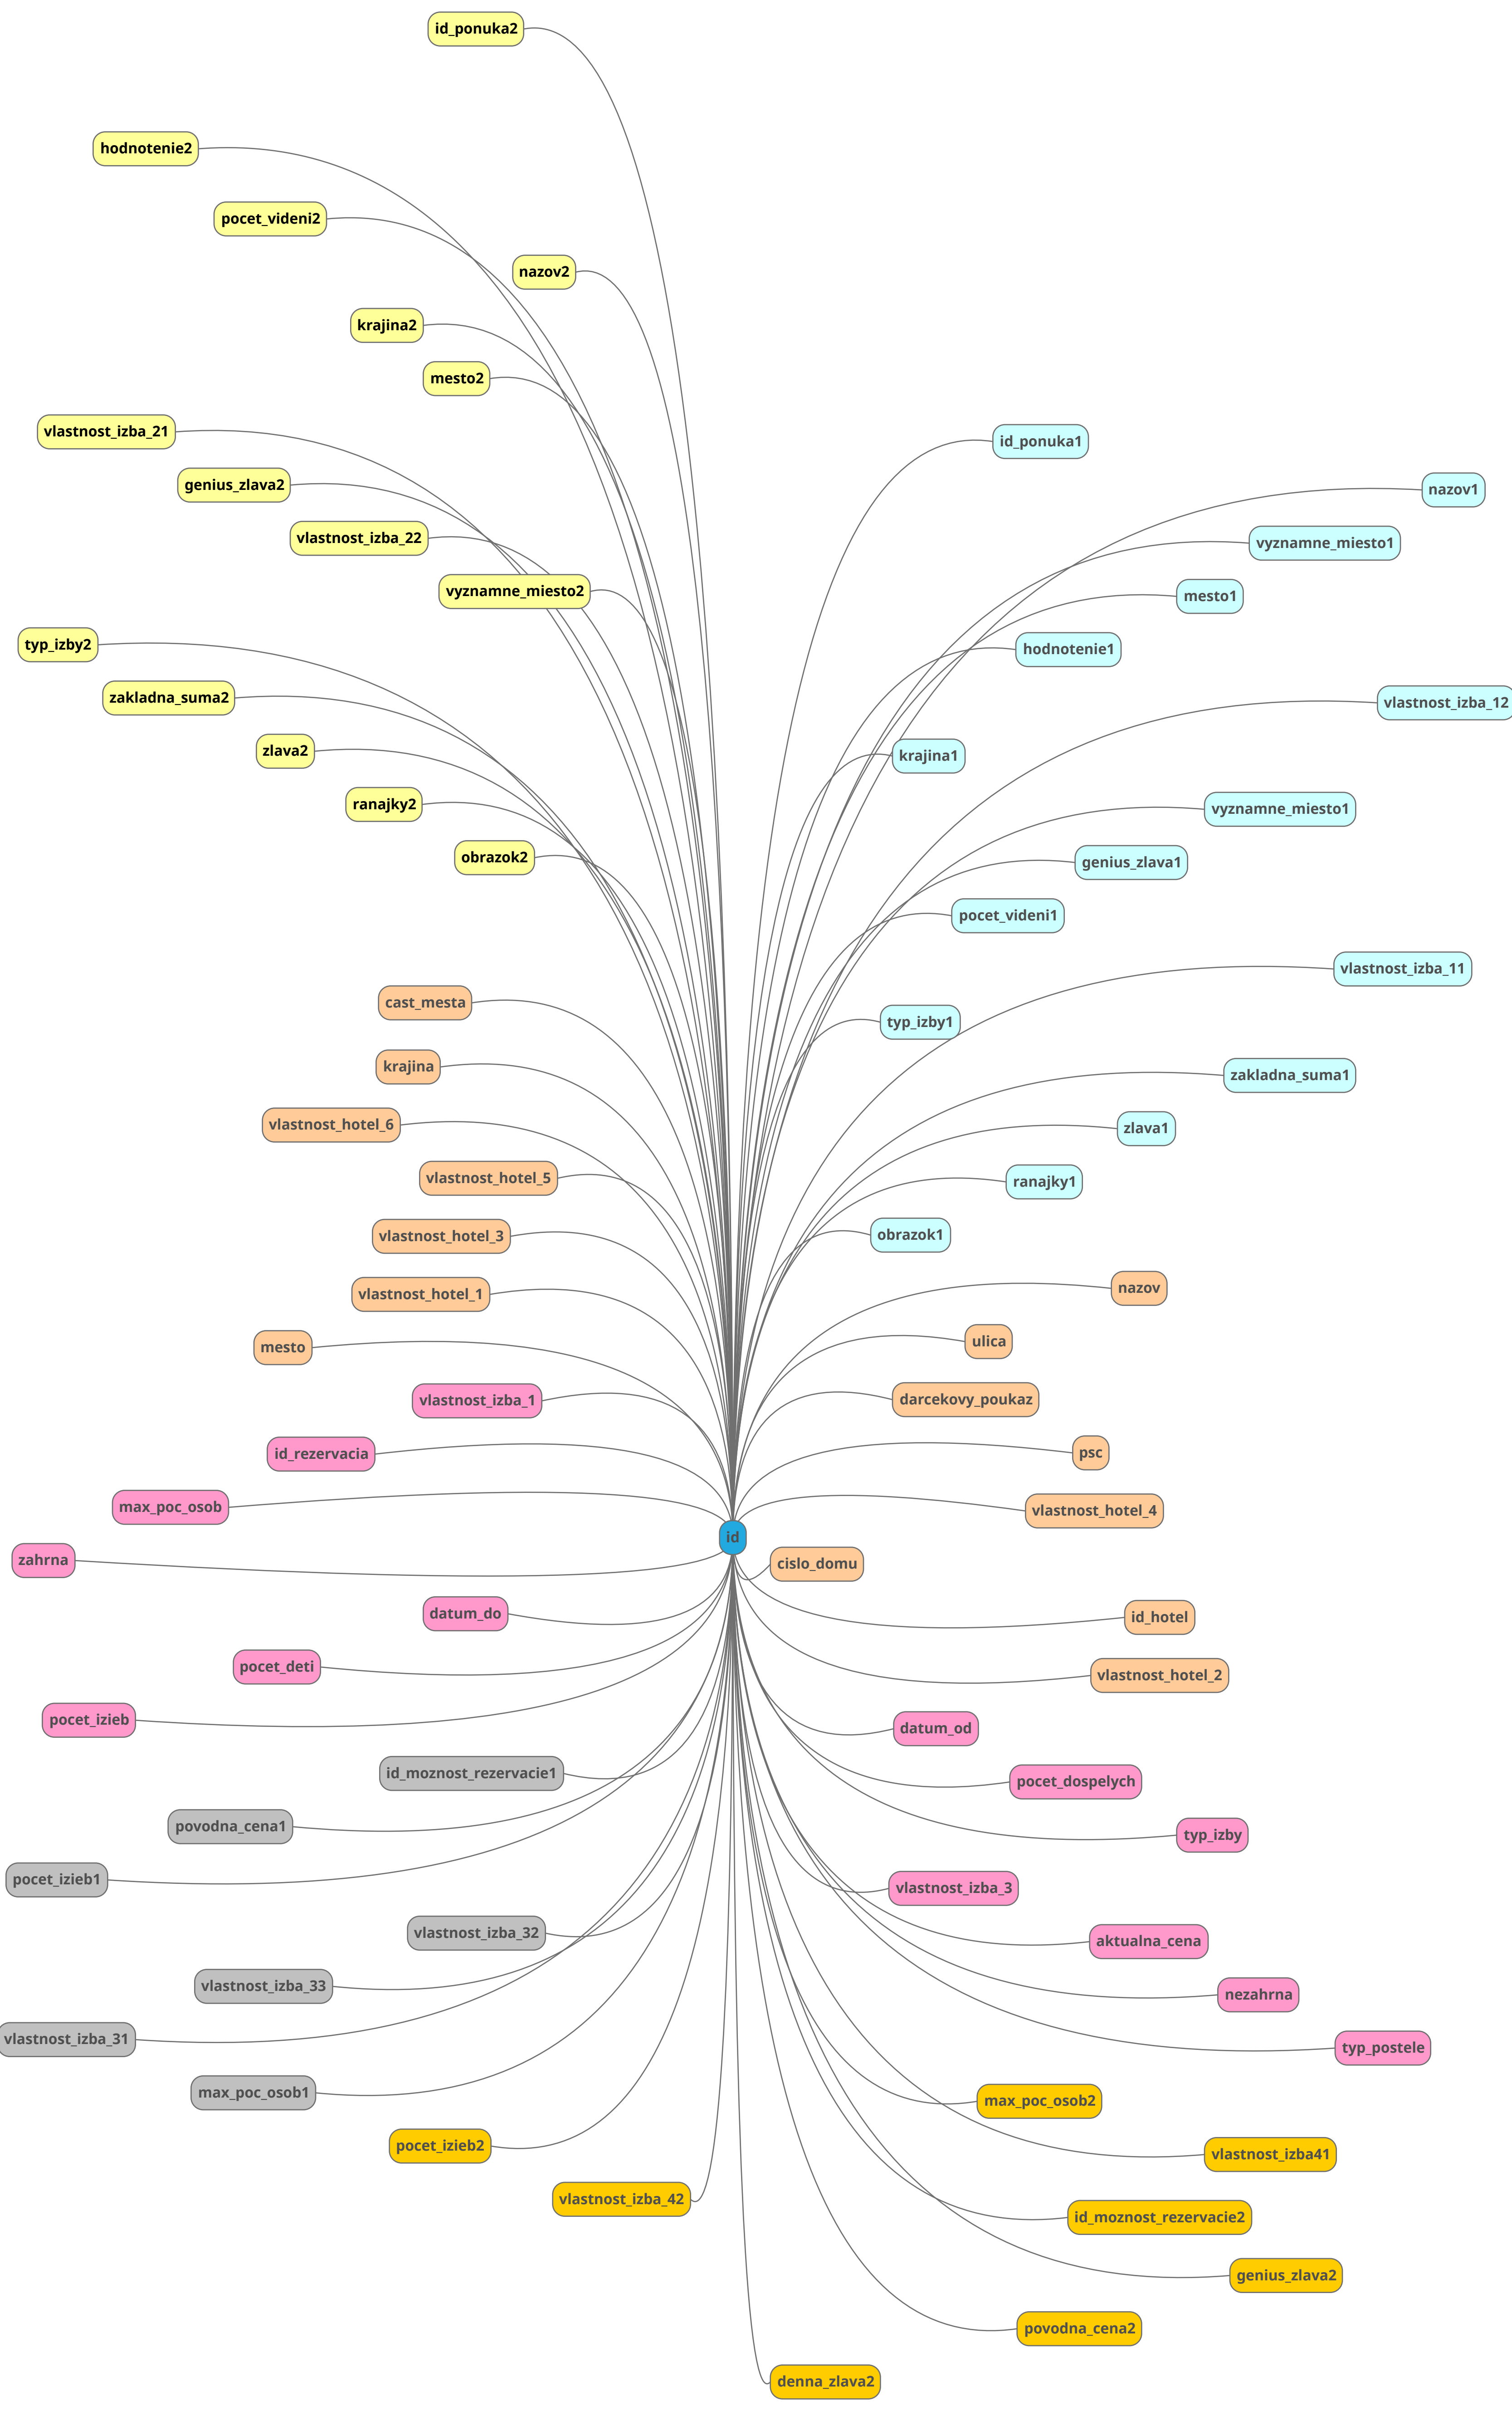 id_ponuka2
hodnotenie2
pocet_videni2
nazov2
krajina2
mesto2
vlastnost_izba_21
id_ponuka1
genius_zlava2
nazov1
vlastnost_izba_22
vyznamne_miesto1
vyznamne_miesto2
mesto1
typ_izby2
hodnotenie1
zakladna_suma2
vlastnost_izba_12
zlava2
krajina1
ranajky2
vyznamne_miesto1
obrazok2
genius_zlava1
pocet_videni1
vlastnost_izba_11
cast_mesta
typ_izby1
krajina
zakladna_suma1
vlastnost_hotel_6
zlava1
vlastnost_hotel_5
ranajky1
vlastnost_hotel_3
obrazok1
vlastnost_hotel_1
nazov
mesto
ulica
vlastnost_izba_1
darcekovy_poukaz
id_rezervacia
psc
max_poc_osob
vlastnost_hotel_4
id
zahrna
cislo_domu
datum_do
id_hotel
pocet_deti
vlastnost_hotel_2
pocet_izieb
datum_od
id_moznost_rezervacie1
pocet_dospelych
povodna_cena1
typ_izby
pocet_izieb1
vlastnost_izba_3
vlastnost_izba_32
aktualna_cena
vlastnost_izba_33
nezahrna
vlastnost_izba_31
typ_postele
max_poc_osob1
max_poc_osob2
pocet_izieb2
vlastnost_izba41
vlastnost_izba_42
id_moznost_rezervacie2
genius_zlava2
povodna_cena2
denna_zlava2